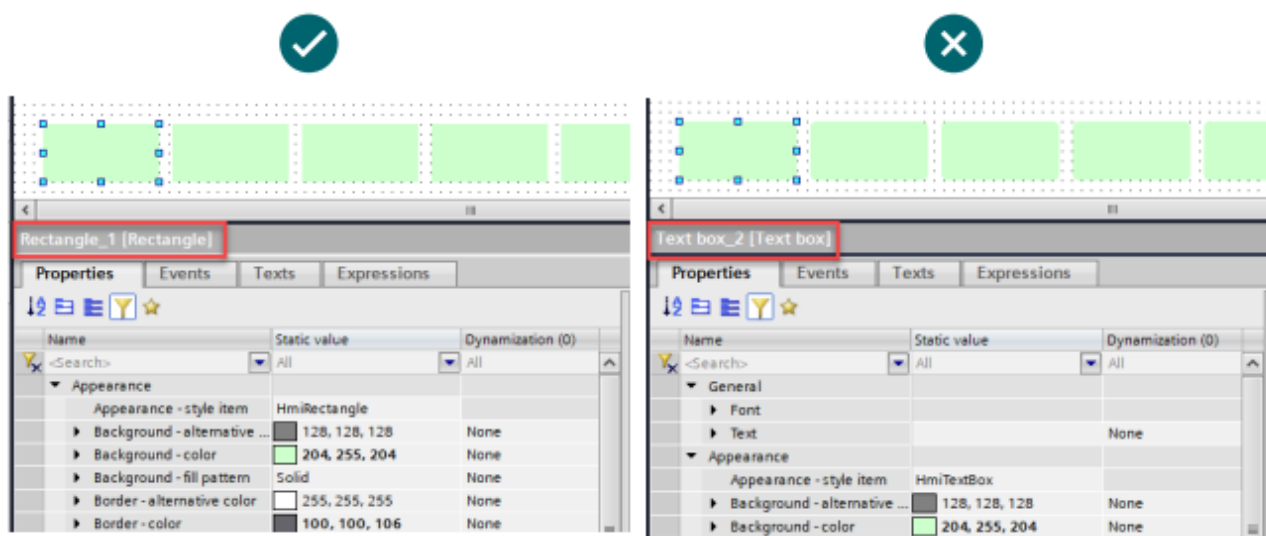 Rectangle_1 [Rectangle]
Properties Events Texts Expressions
Name Static value Dynamization (0)
<Search> All All
Appearance
Appearance - style item HmiRectangle
Background - alternative ... 128, 128, 128 None
Background - color 204, 255, 204 None
Background - fill pattern Solid None
Border - alternative color 255, 255, 255 None
Border - color 100, 100, 106 None
Text box_2 [Text box]
Properties Events Texts Expressions
Name Static value Dynamization (0)
<Search> All All
General
Font
Text None
Appearance
Appearance - style item HmiTextBox
Background - alternative ... 128, 128, 128 None
Background - color 204, 255, 204 None